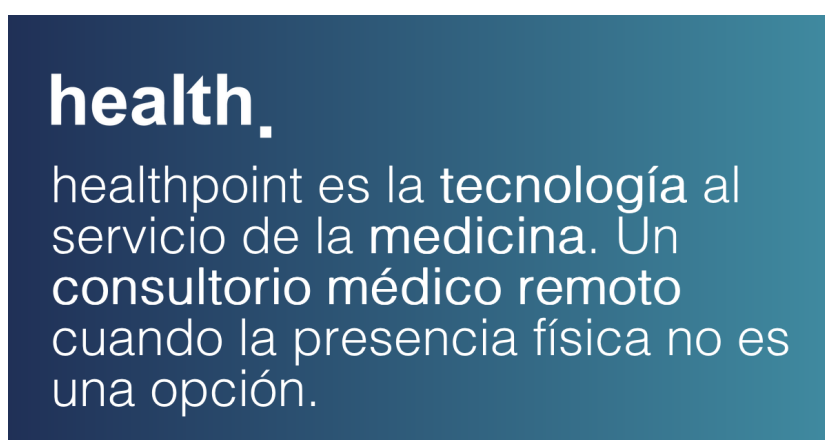 health.
healthpoint es la tecnología al
servicio de la medicina. Un
consultorio médico remoto
cuando la presencia física no es
una opción.